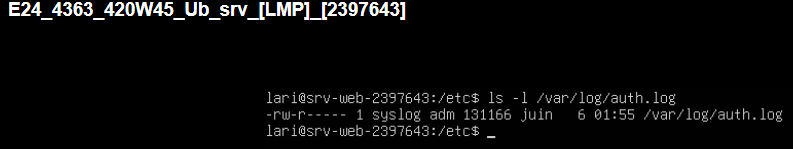 E24_4363_420W45_Ub_srv_[LMP]_[2397643]
lari@srv-web-2397643:/etc$ ls -l /var/log/auth.log
-rw-r----- 1 syslog adm 131166 juin   6 01:55 /var/log/auth.log
lari@srv-web-2397643:/etc$ _